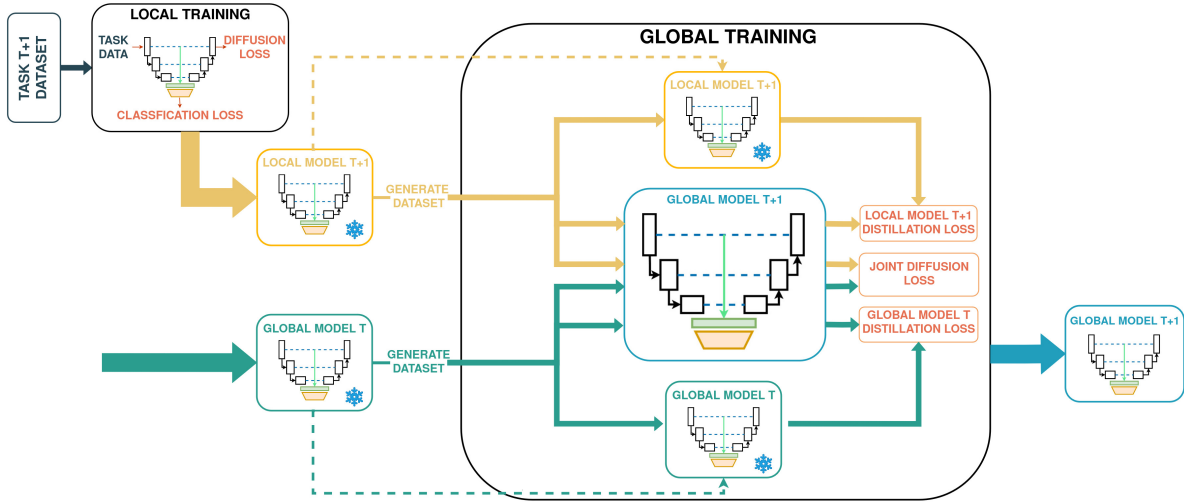 TASK T+1
DATASET
LOCAL TRAINING
TASK
DATA
DIFFUSION
LOSS
CLASSFICATION LOSS
GLOBAL TRAINING
LOCAL MODEL T+1
LOCAL MODEL T+1
GENERATE
DATASET
GLOBAL MODEL T+1
LOCAL MODEL T+1
DISTILLATION LOSS
JOINT DIFFUSION
LOSS
GLOBAL MODEL T
DISTILLATION LOSS
GLOBAL MODEL T
GENERATE
DATASET
GLOBAL MODEL T
GLOBAL MODEL T+1